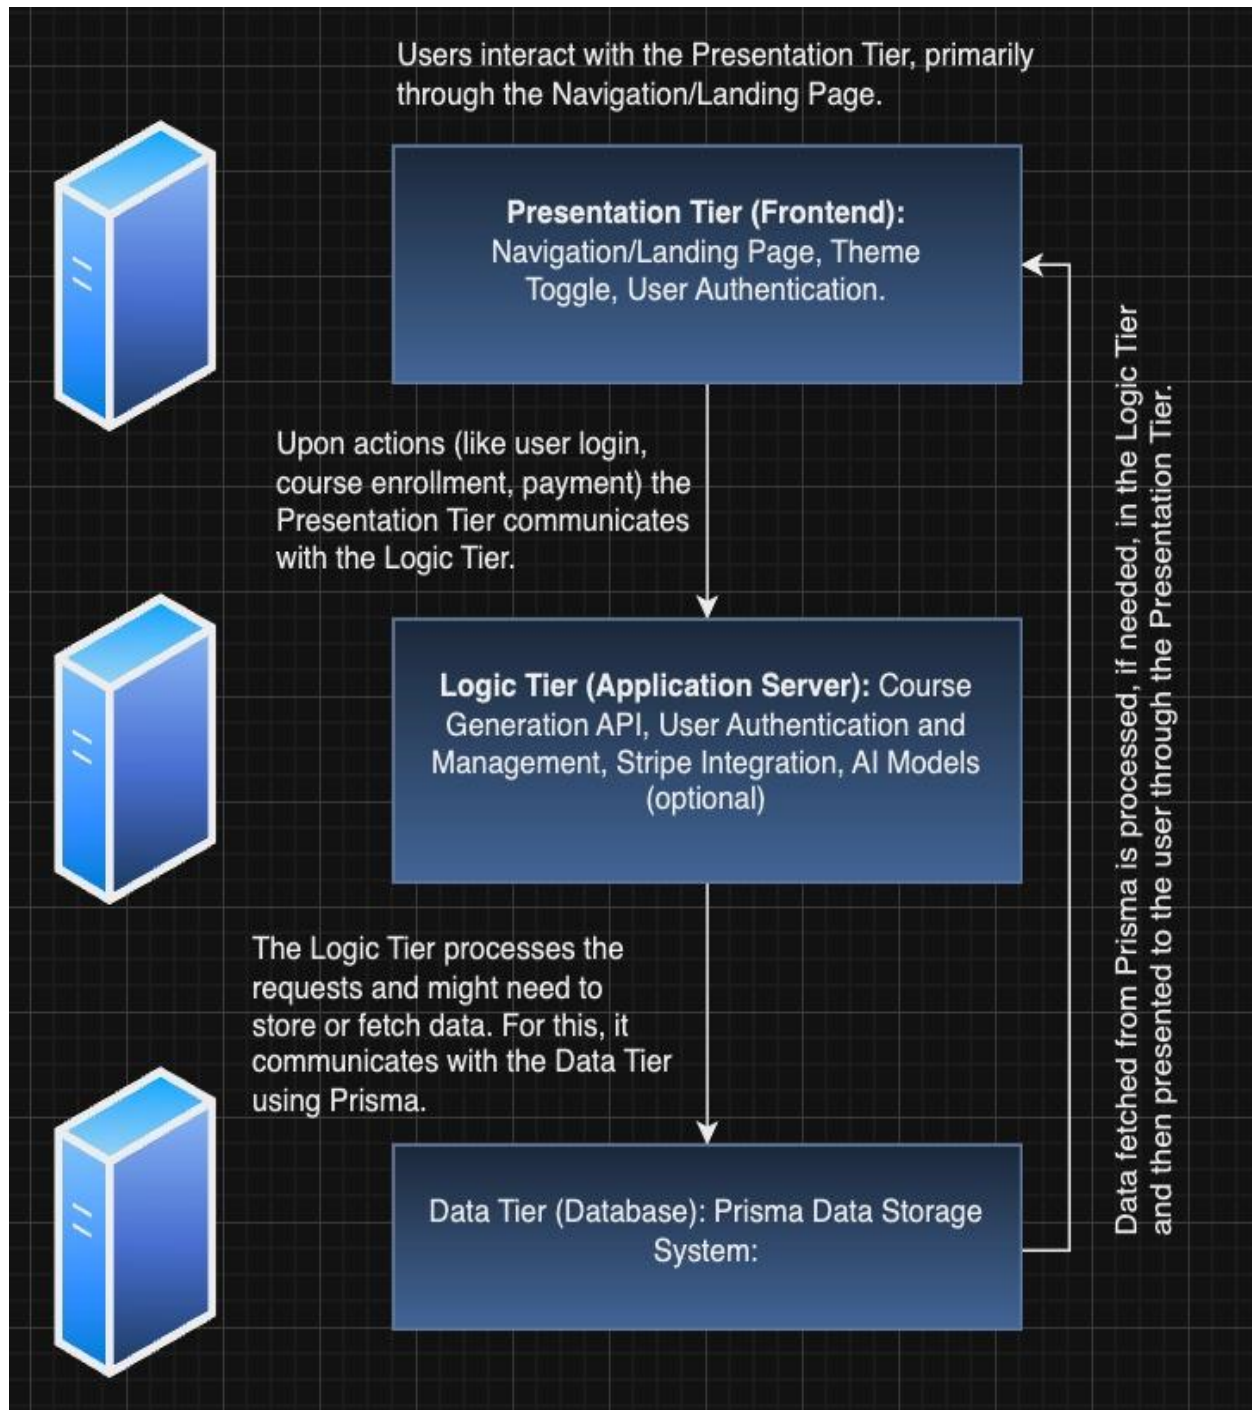 Users interact with the Presentation Tier, primarily
through the Navigation/Landing Page.
Presentation Tier (Frontend):
Navigation/Landing Page, Theme
Toggle, User Authentication.
Upon actions (like user login,
course enrollment, payment) the
Presentation Tier communicates
with the Logic Tier.
Logic Tier (Application Server): Course
Generation API, User Authentication and
Management, Stripe Integration, AI Models
(optional)
The Logic Tier processes the
requests and might need to
store or fetch data. For this, it
communicates with the Data Tier
using Prisma.
Data Tier (Database): Prisma Data Storage
System:
Data fetched from Prisma is processed, if needed, in the Logic Tier
and then presented to the user through the Presentation Tier.